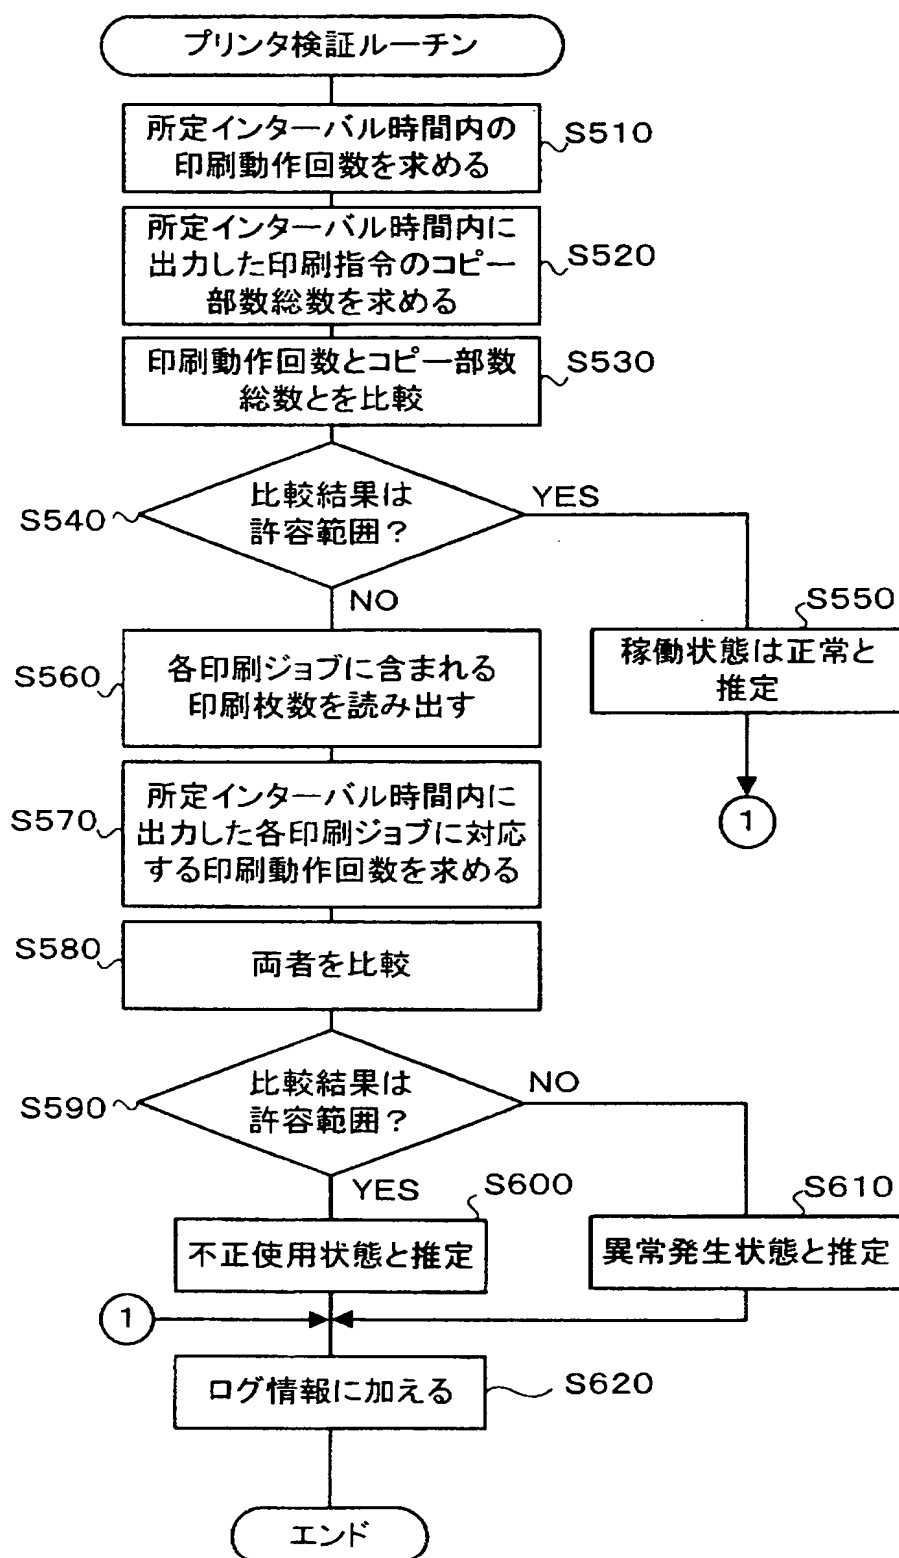 プリンタ検証ルーチン
所定インターバル時間内の
印刷動作回数を求める
S510
所定インターバル時間内に
出力した印刷指令のコピー
部数総数を求める
S520
印刷動作回数とコピー部数
総数とを比較
S530
比較結果は
許容範囲?
S540
YES
NO
S550
稼働状態は正常と
推定
1
S560
各印刷ジョブに含まれる
印刷枚数を読み出す
S570
所定インターバル時間内に
出力した各印刷ジョブに対応
する印刷動作回数を求める
S580
両者を比較
S590
比較結果は
許容範囲?
NO
YES
S600
不正使用状態と推定
S610
異常発生状態と推定
1
ログ情報に加える
S620
エンド